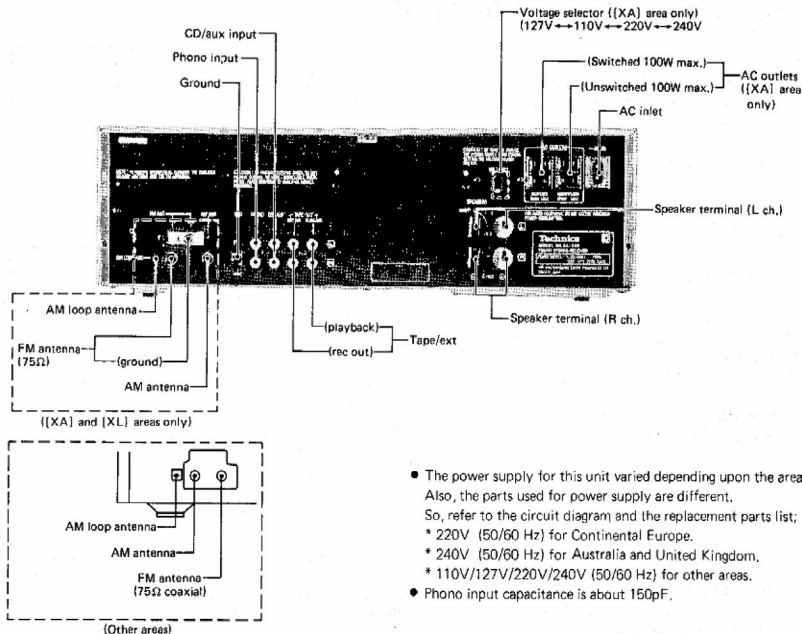 Voltage selector ([XA] area only)
(127V↔110V↔220V↔240V
CD/aux input
Phono input
Ground
(Switched 100W max.)
(Unswitched 100W max.)
AC outlets
([XA] area
only)
AC inlet
Speaker terminal (L ch.)
Technics
Speaker terminal (R ch.)
AM loop antenna
FM antenna
(75Ω)
(ground)
AM antenna
(playback)
(rec out)
Tape/ext
([XA] and [XL] areas only)
AM loop antenna
AM antenna
FM antenna
(75Ω coaxial)
(Other areas)
● The power supply for this unit varied depending upon the area
Also, the parts used for power supply are different.
So, refer to the circuit diagram and the replacement parts list;
* 220V (50/60 Hz) for Continental Europe.
* 240V (50/60 Hz) for Australia and United Kingdom.
* 110V/127V/220V/240V (50/60 Hz) for other areas.
● Phono input capacitance is about 150pF.